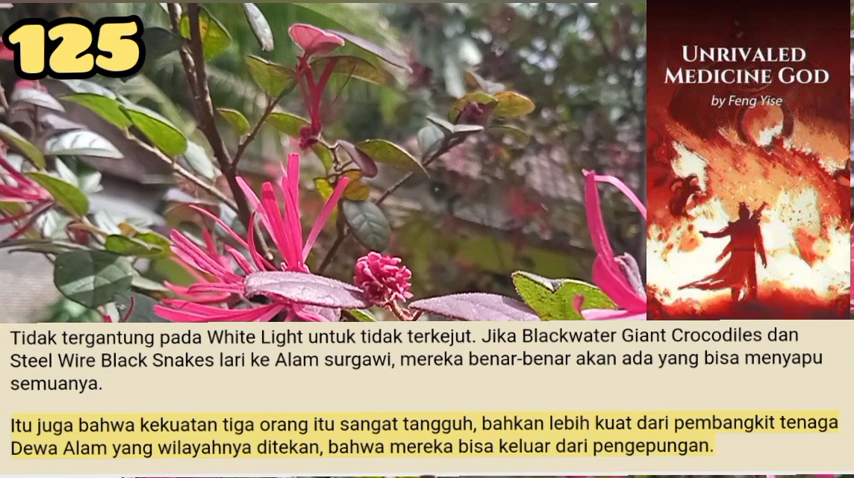 125
UNRIVALED
MEDICINE GOD
by Feng Yise
Tidak tergantung pada White Light untuk tidak terkejut. Jika Blackwater Giant Crocodiles dan
Steel Wire Black Snakes lari ke Alam surgawi, mereka benar-benar akan ada yang bisa menyapu
semuanya.
Itu juga bahwa kekuatan tiga orang itu sangat tangguh, bahkan lebih kuat dari pembangkit tenaga
Dewa Alam yang wilayahnya ditekan, bahwa mereka bisa keluar dari pengepungan.